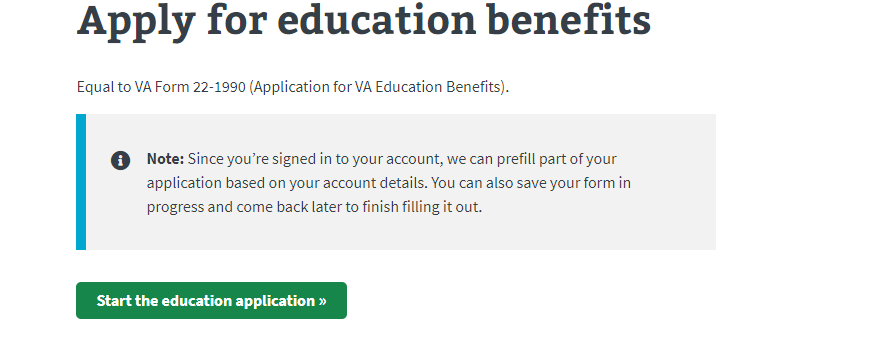 Apply for education benefits
Equal to VA Form 22-1990 (Application for VA Education Benefits).
Note: Since you’re signed in to your account, we can prefill part of your
application based on your account details. You can also save your form in
progress and come back later to finish filling it out.
Start the education application »